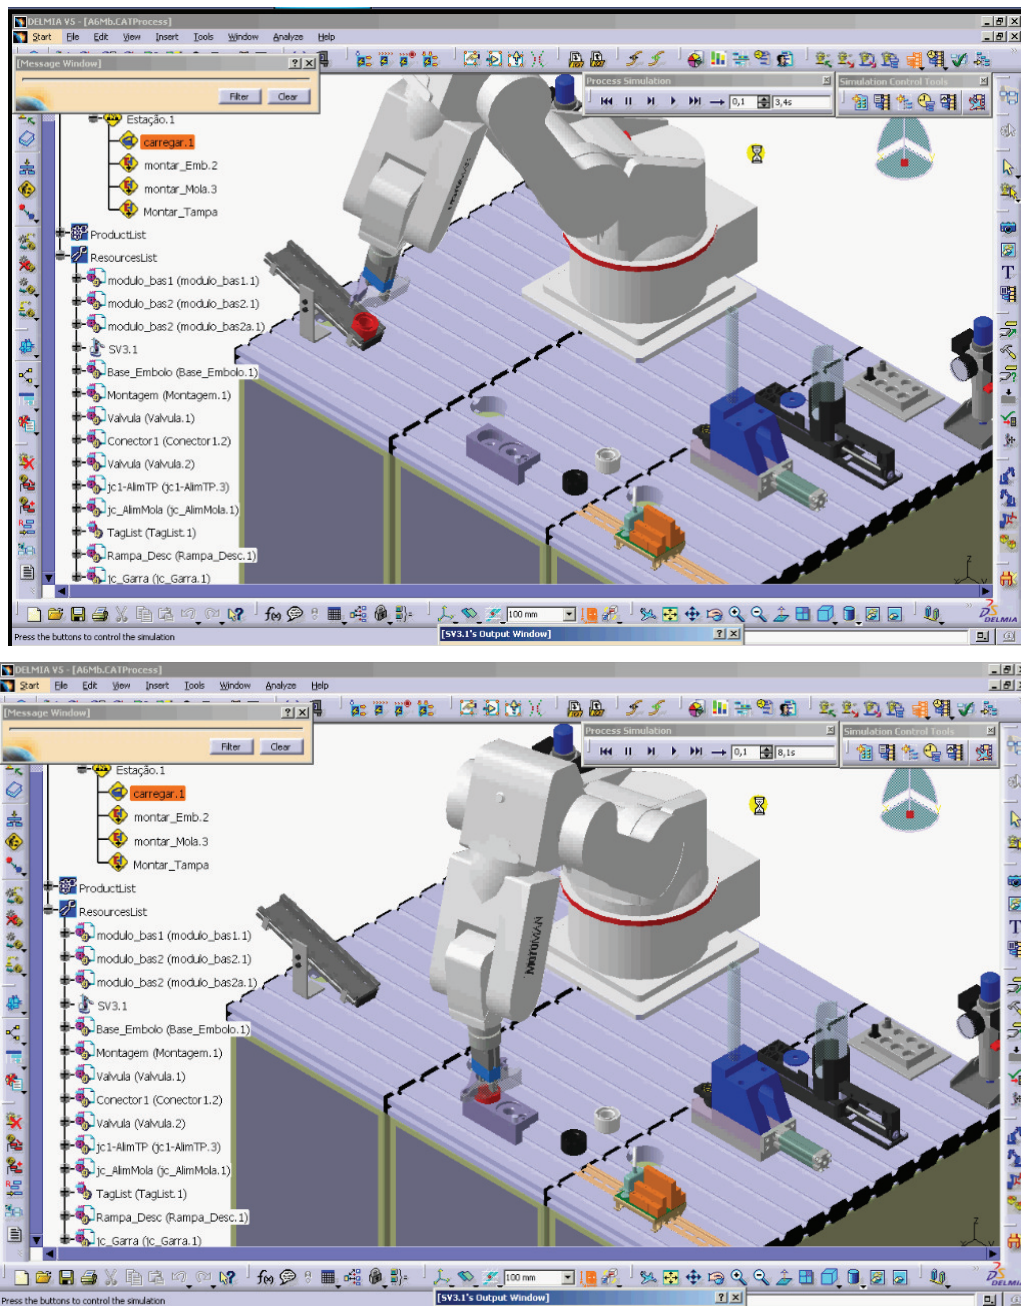 DELMIA V5 - [A6Mb.CATProcess]
Start File Edit View Insert Tools Window Analyze Help
[Message Window]
Filter Clear
Process Simulation
0,1 3,4s
Simulation Control Tools
Estação.1
carregar.1
montar_Emb.2
montar_Mola.3
Montar_Tampa
ProductList
ResourcesList
modulo_bas1 (modulo_bas1.1)
modulo_bas2 (modulo_bas2.1)
modulo_bas2 (modulo_bas2a.1)
SV3.1
Base_Embolo (Base_Embolo.1)
Montagem (Montagem.1)
Valvula (Valvula.1)
Conector1 (Conector1.2)
Valvula (Valvula.2)
jc1-AlimTP (jc1-AlimTP.3)
jc_AlimMola (jc_AlimMola.1)
TagList (TagList.1)
Rampa_Desc (Rampa_Desc.1)
jc_Garra (jc_Garra.1)
100 mm
DELMIA
Press the buttons to control the simulation
[SV3.1's Output Window]
DELMIA V5 - [A6Mb.CATProcess]
Start File Edit View Insert Tools Window Analyze Help
[Message Window]
Filter Clear
Process Simulation
0,1 8,1s
Simulation Control Tools
Estação.1
carregar.1
montar_Emb.2
montar_Mola.3
Montar_Tampa
ProductList
ResourcesList
modulo_bas1 (modulo_bas1.1)
modulo_bas2 (modulo_bas2.1)
modulo_bas2 (modulo_bas2a.1)
SV3.1
Base_Embolo (Base_Embolo.1)
Montagem (Montagem.1)
Valvula (Valvula.1)
Conector1 (Conector1.2)
Valvula (Valvula.2)
jc1-AlimTP (jc1-AlimTP.3)
jc_AlimMola (jc_AlimMola.1)
TagList (TagList.1)
Rampa_Desc (Rampa_Desc.1)
jc_Garra (jc_Garra.1)
MOTOMAN
100 mm
DELMIA
Press the buttons to control the simulation
[SV3.1's Output Window]